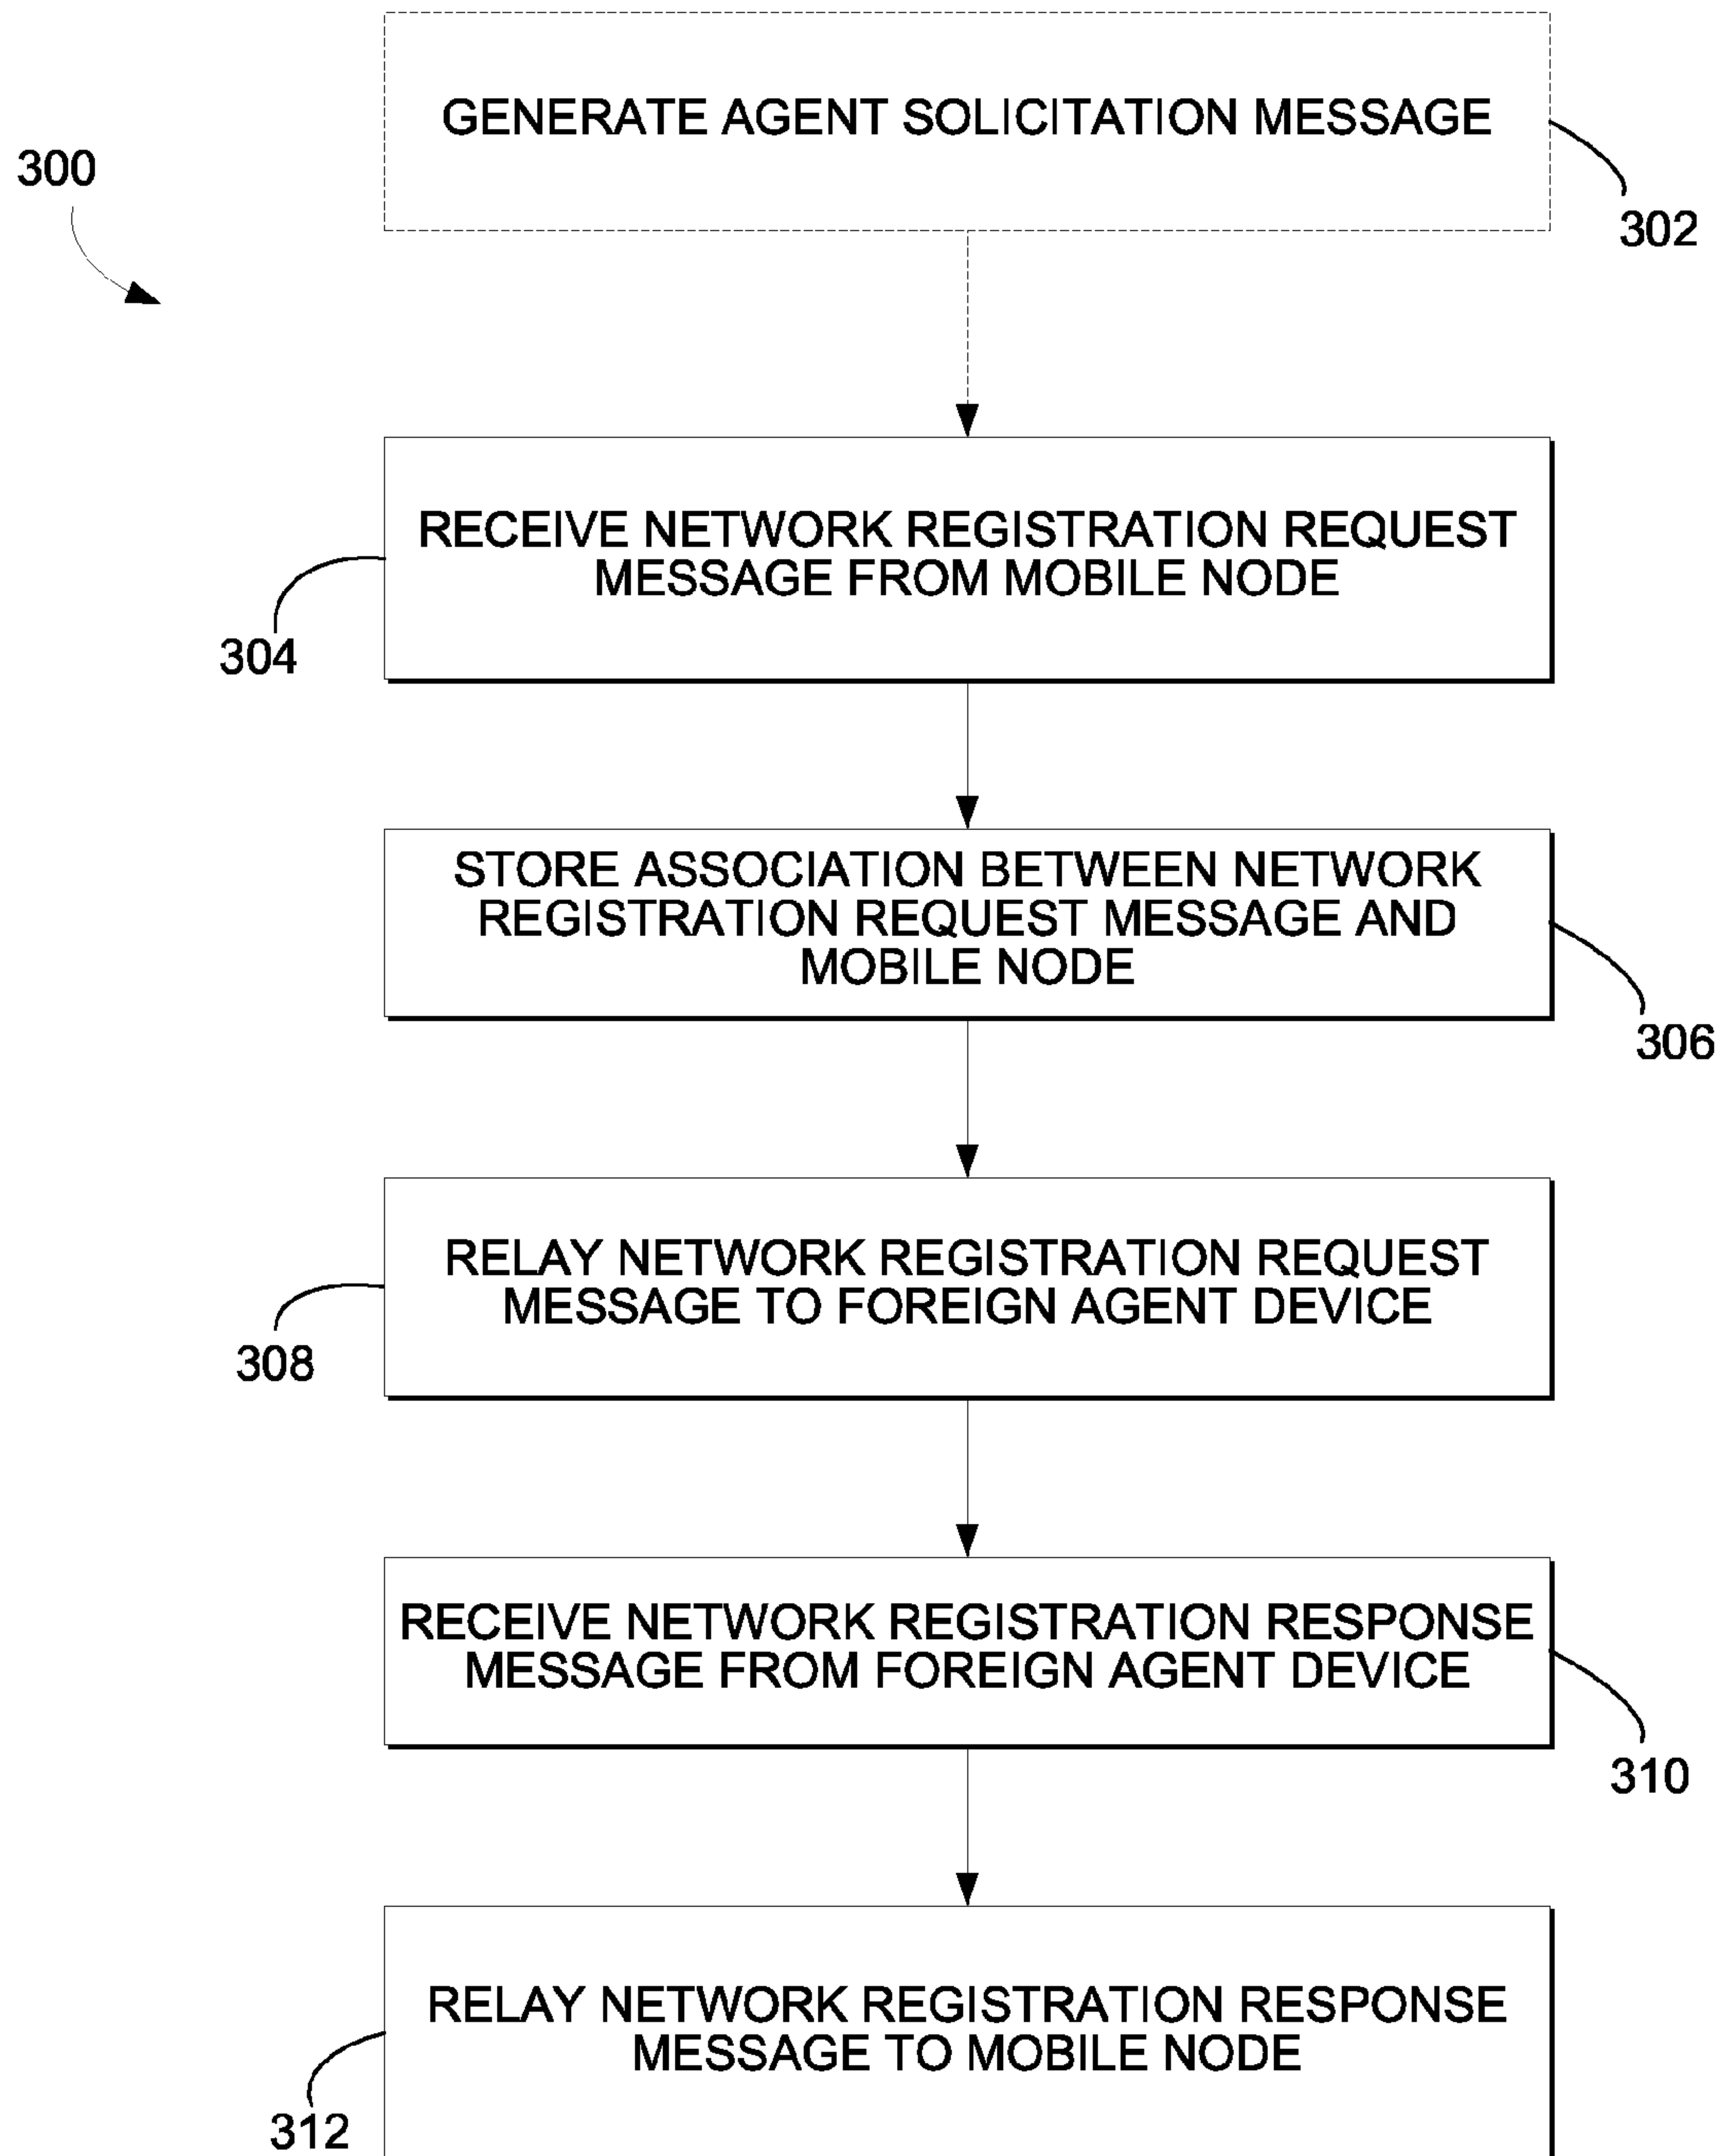 GENERATE AGENT SOLICITATION MESSAGE
300
302
RECEIVE NETWORK REGISTRATION REQUEST
MESSAGE FROM MOBILE NODE
304
STORE ASSOCIATION BETWEEN NETWORK
REGISTRATION REQUEST MESSAGE AND
MOBILE NODE
306
RELAY NETWORK REGISTRATION REQUEST
MESSAGE TO FOREIGN AGENT DEVICE
308
RECEIVE NETWORK REGISTRATION RESPONSE
MESSAGE FROM FOREIGN AGENT DEVICE
310
RELAY NETWORK REGISTRATION RESPONSE
MESSAGE TO MOBILE NODE
312